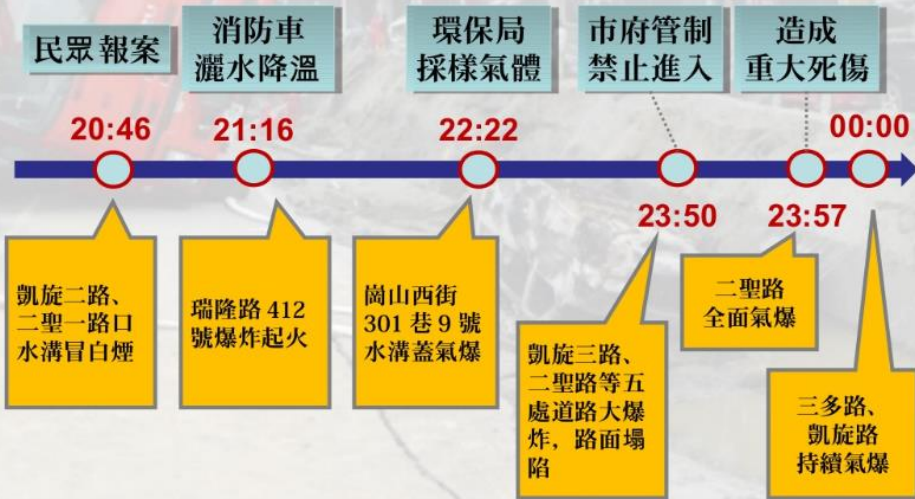 民眾報案
消防車
灑水降溫
環保局
採樣氣體
市府管制
禁止進入
造成
重大死傷
20:46
21:16
22:22
00:00
23:50
23:57
凱旋二路、
二聖一路口
水溝冒白煙
瑞隆路 412
號爆炸起火
崗山西街
301 巷 9 號
水溝蓋氣爆
凱旋三路、
二聖路等五
處道路大爆
炸，路面塌
陷
二聖路
全面氣爆
三多路、
凱旋路
持續氣爆